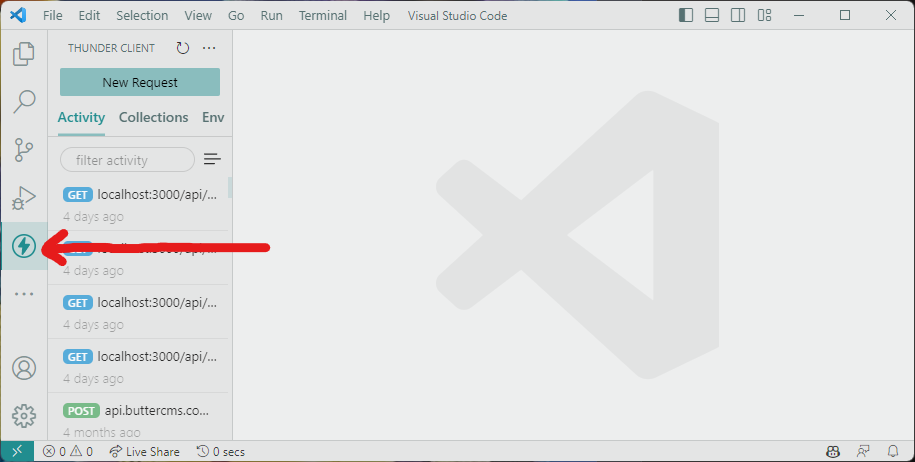 File Edit Selection View Go Run Terminal Help Visual Studio Code
THUNDER CLIENT
New Request
Activity Collections Env
filter activity
GET localhost:3000/api/...
4 days ago
localhost:3000/api/...
4 days ago
GET localhost:3000/api/...
4 days ago
GET localhost:3000/api/...
4 days ago
POST api.buttercms.co...
4 months ago
0 0 Live Share 0 secs